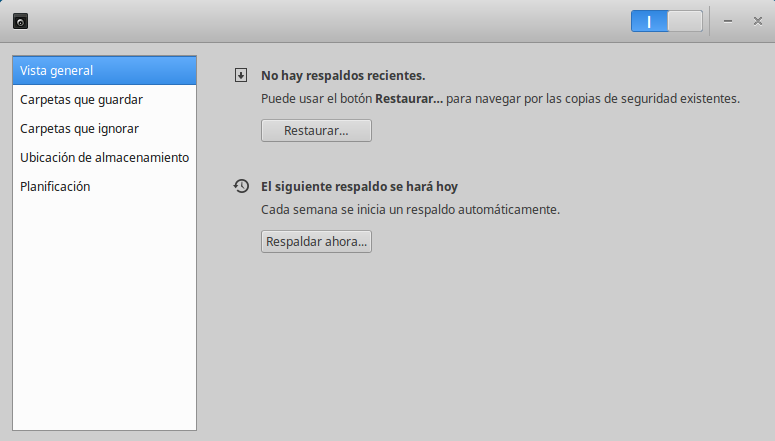 Vista general
Carpetas que guardar
Carpetas que ignorar
Ubicación de almacenamiento
Planificación
No hay respaldos recientes.
Puede usar el botón Restaurar... para navegar por las copias de seguridad existentes.
Restaurar...
El siguiente respaldo se hará hoy
Cada semana se inicia un respaldo automáticamente.
Respaldar ahora...